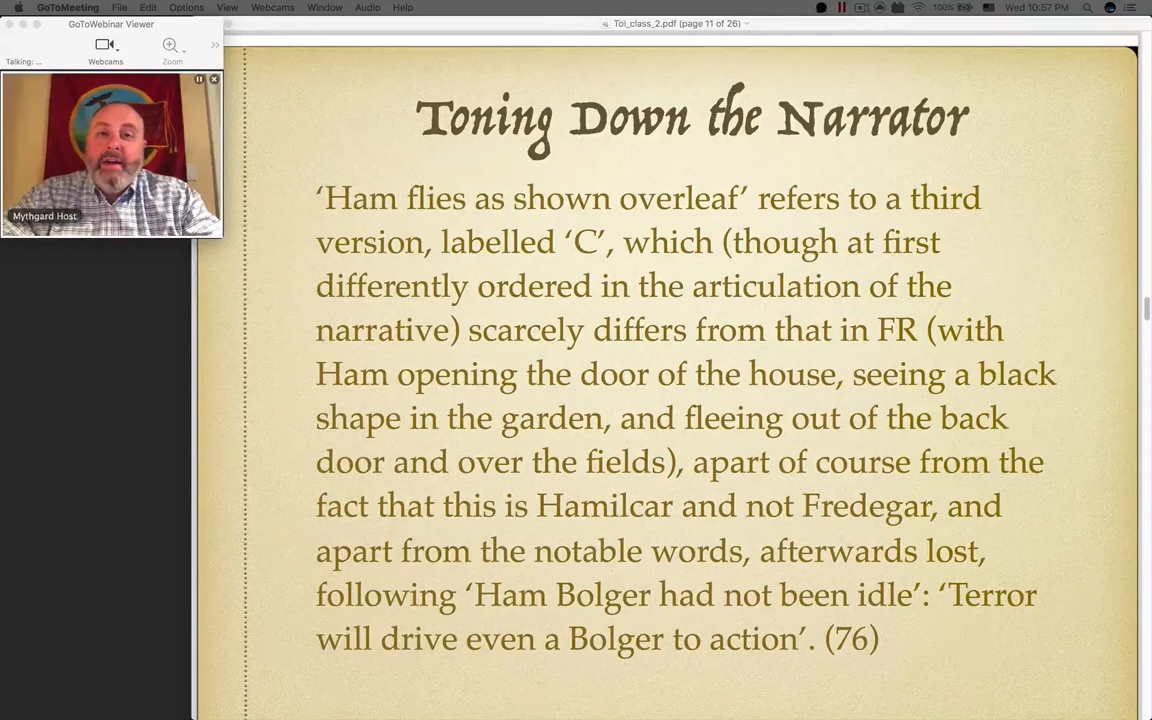 GoToMeeting File Edit Options View Webcams Window Audio Help
100%
Wed 10:57 PM
GoToWebinar Viewer
ToI_class_2.pdf (page 11 of 26)
Talking: ...
Webcams
Zoom
Mythgard Host
Toning Down the Narrator
‘Ham flies as shown overleaf’ refers to a third
version, labelled ‘C’, which (though at first
differently ordered in the articulation of the
narrative) scarcely differs from that in FR (with
Ham opening the door of the house, seeing a black
shape in the garden, and fleeing out of the back
door and over the fields), apart of course from the
fact that this is Hamilcar and not Fredegar, and
apart from the notable words, afterwards lost,
following ‘Ham Bolger had not been idle’: ‘Terror
will drive even a Bolger to action’. (76)